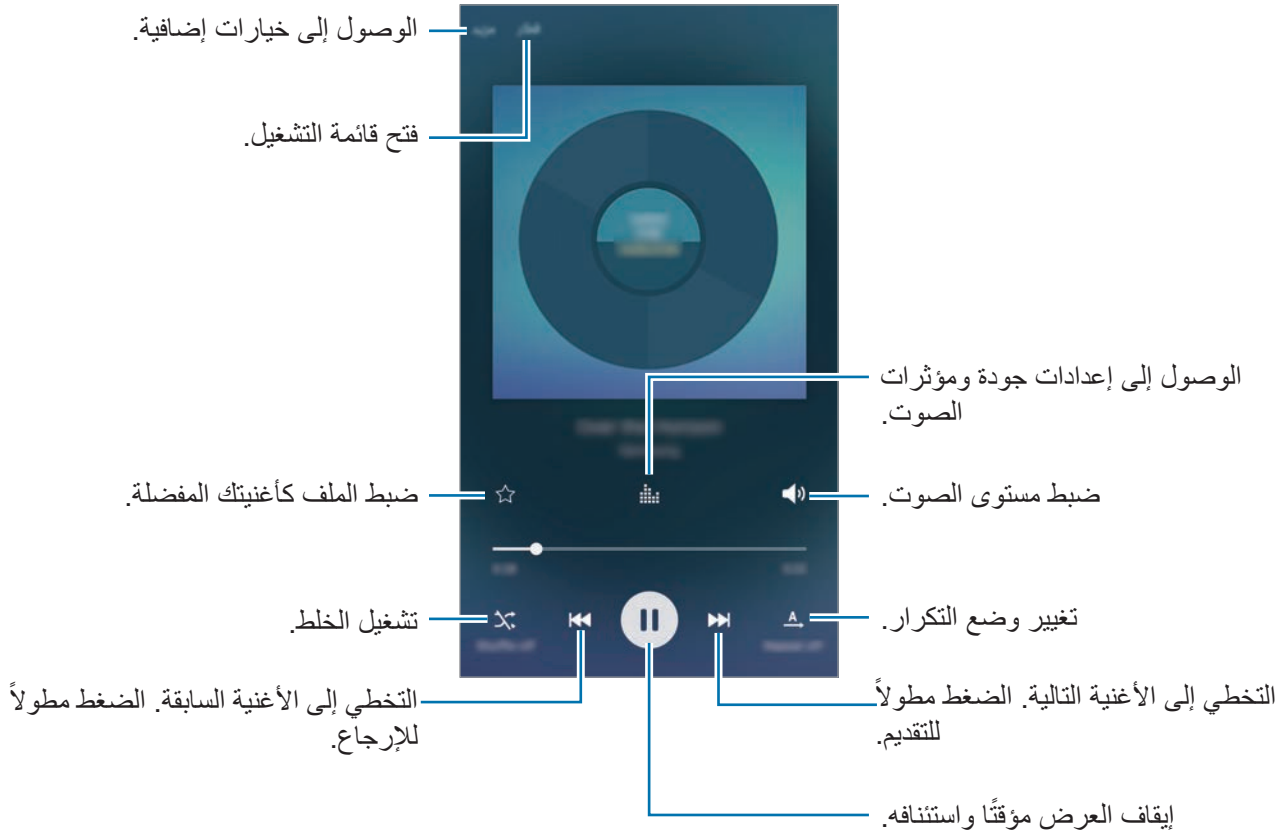 الوصول إلى خيارات إضافية.
فتح قائمة التشغيل.
الوصول إلى إعدادات جودة ومؤثرات
الصوت.
ضبط مستوى الصوت.
ضبط الملف كأغنيتك المفضلة.
تغيير وضع التكرار.
تشغيل الخلط.
A
التخطي إلى الأغنية التالية. الضغط مطولاً
للتقديم.
التخطي إلى الأغنية السابقة. الضغط مطولاً
للإرجاع.
إيقاف العرض مؤقتًا واستئنافه.